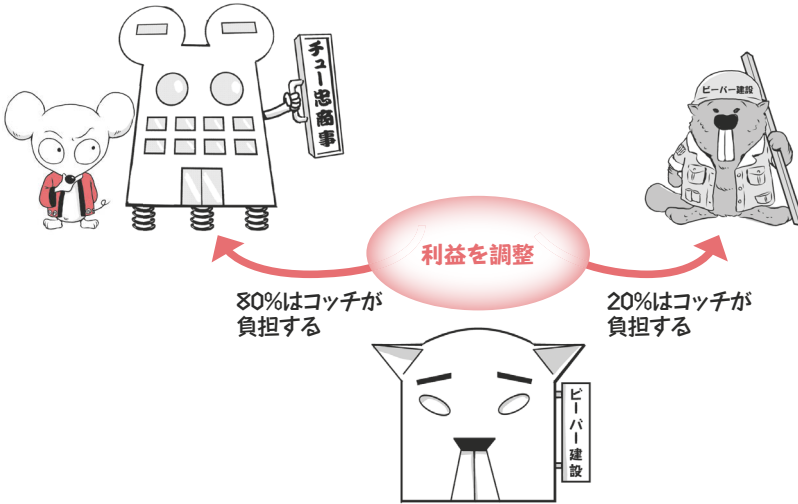 チュー忠商事
ビーバー建設
利益を調整
80%はコッチが
負担する
20%はコッチが
負担する
ビーバー建設